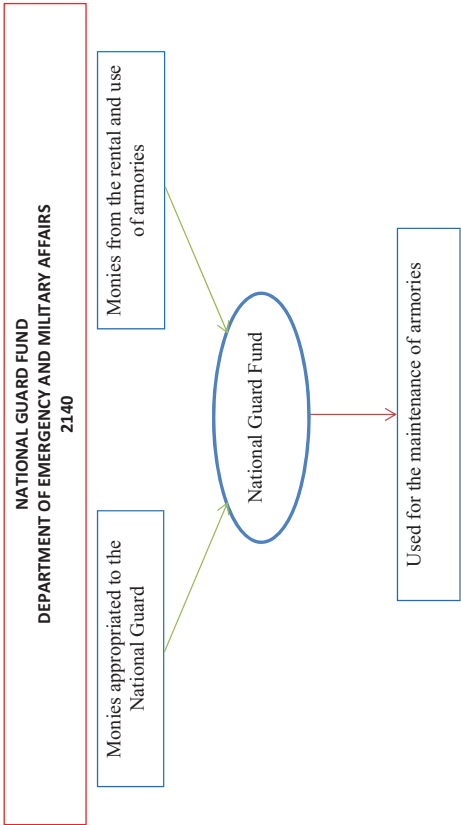 NATIONAL GUARD FUND
DEPARTMENT OF EMERGENCY AND MILITARY AFFAIRS
2140
Monies appropriated to the
National Guard
Monies from the rental and use
of armories
National Guard Fund
Used for the maintenance of armories